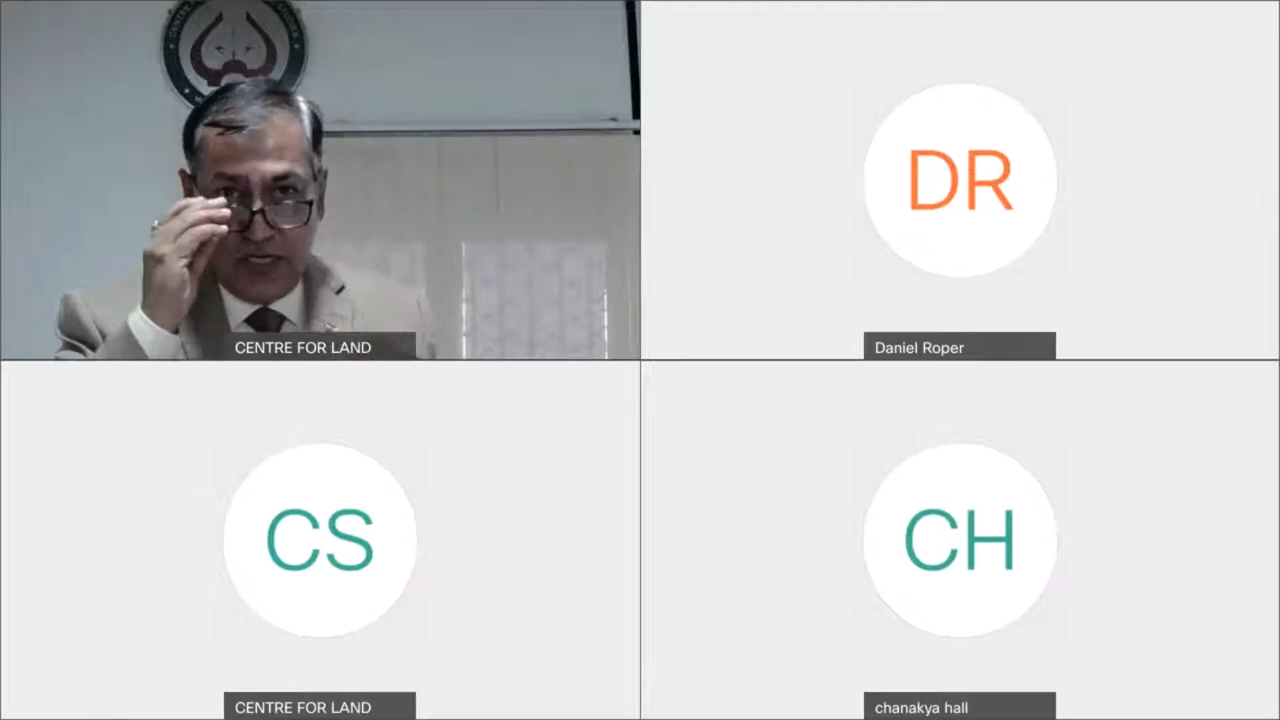 CENTRE FOR LAND
DR
Daniel Roper
CS
CENTRE FOR LAND
CH
chanakya hall